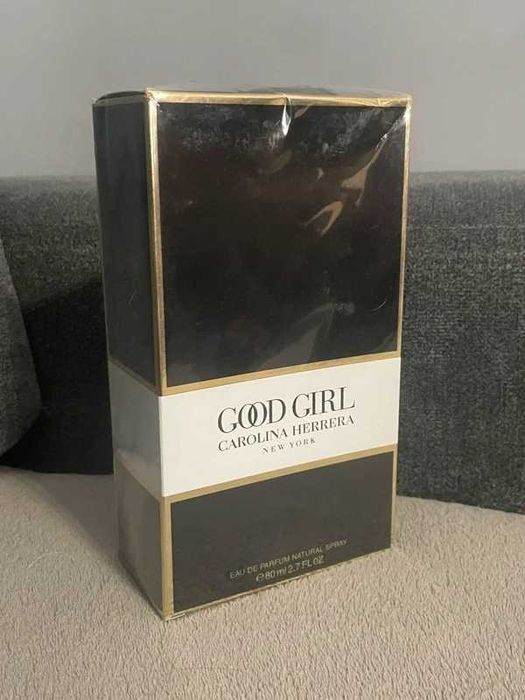 GOOD GIRL
CAROLINA HERRERA
NEW YORK
EAU DE PARFUM NATURAL SPRAY
℮80 ml 2.7 FL OZ